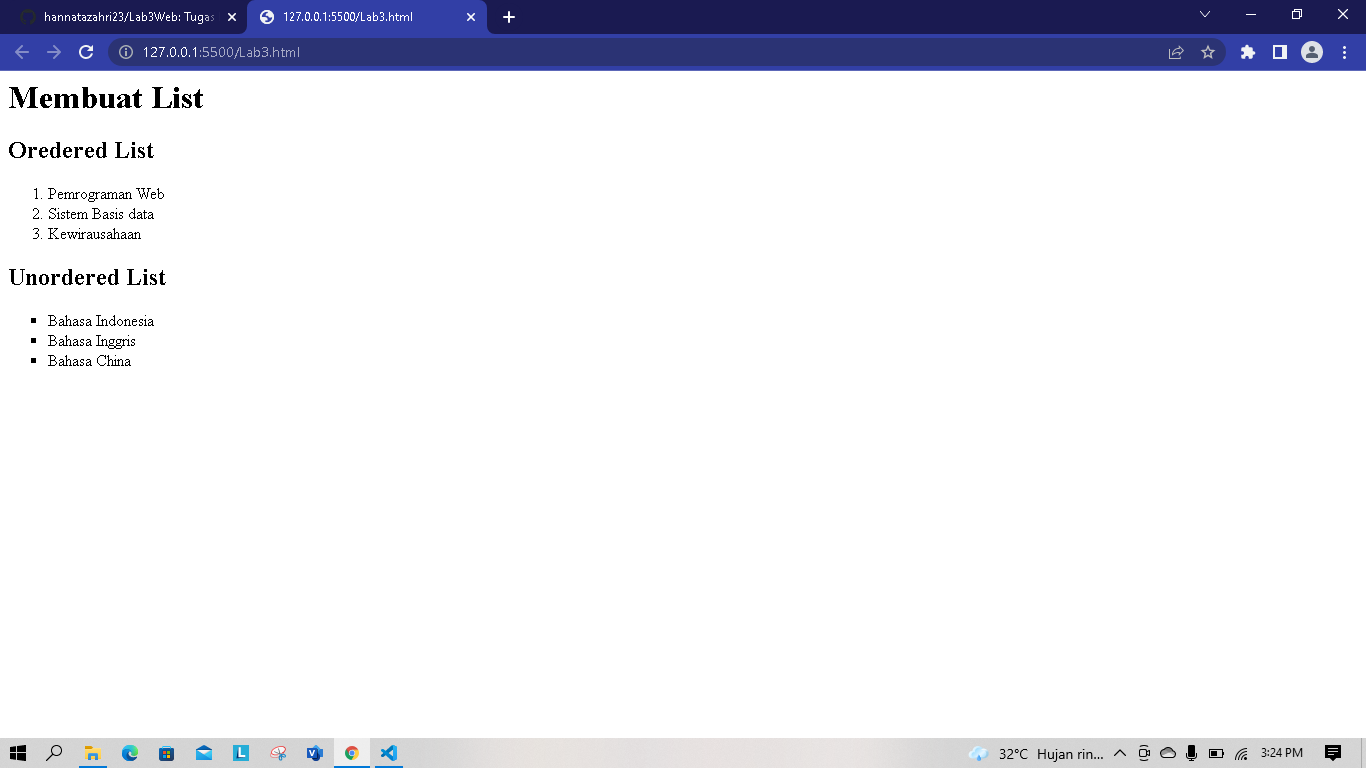 hannatazahri23/Lab3Web: Tugas
127.0.0.1:5500/Lab3.html
127.0.0.1:5500/Lab3.html
Membuat List
Oredered List
1. Pemrograman Web
2. Sistem Basis data
3. Kewirausahaan
Unordered List
Bahasa Indonesia
Bahasa Inggris
Bahasa China
32°C Hujan rin... 3:24 PM